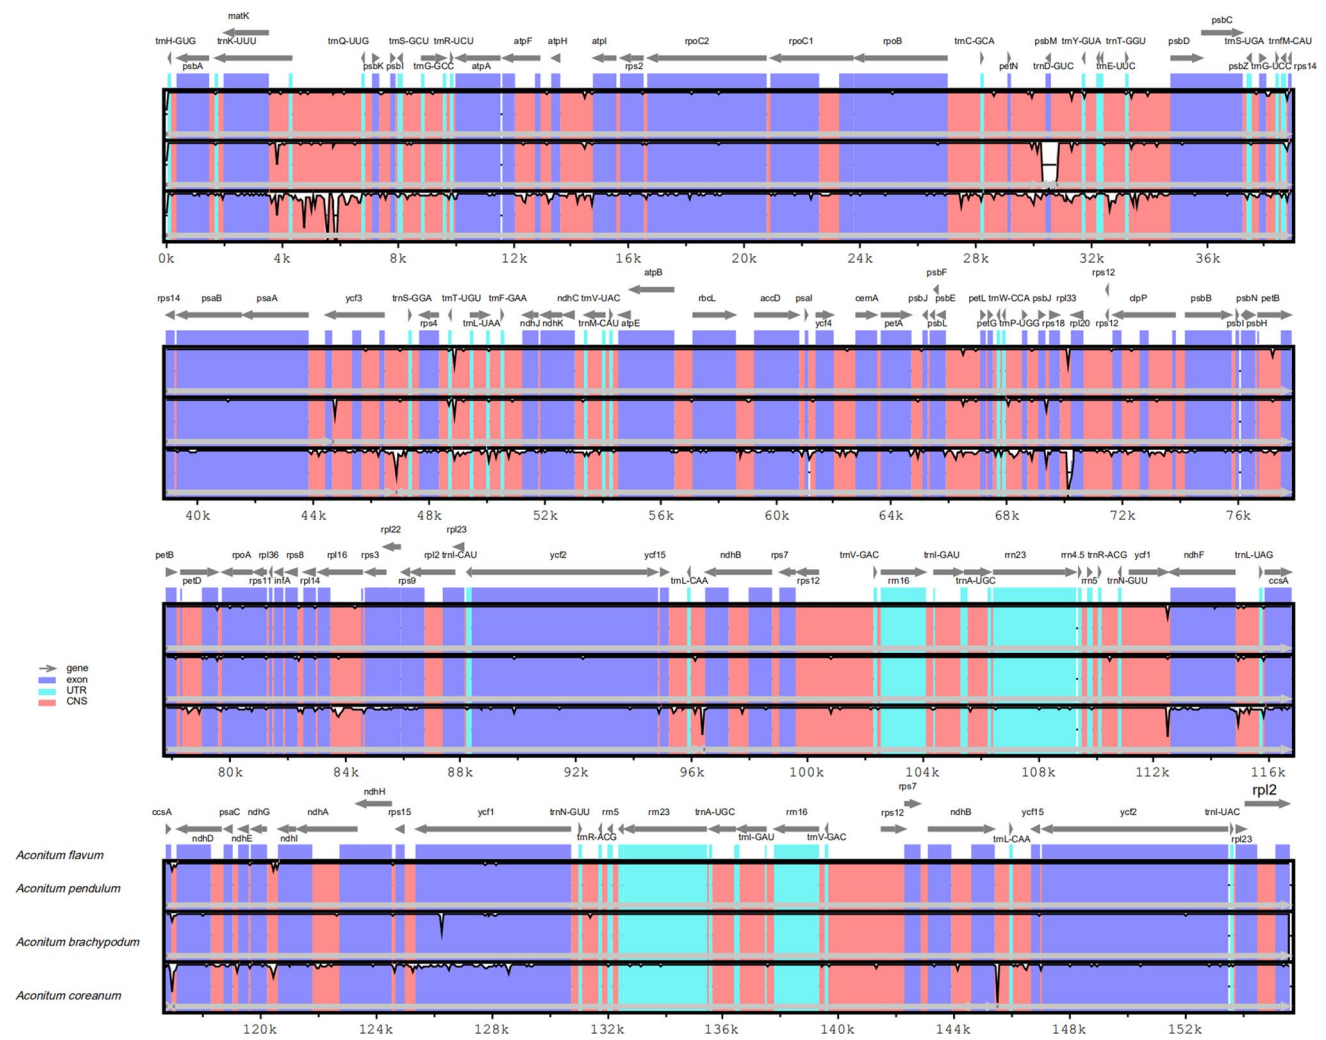 matK psbC
trnH-GUG trnK-UUU trnQ-UUG trnS-GCU trnR-UCU atpF atpH atpI rpoC2 rpoC1 rpoB trnC-GCA psbM trnY-GUA trnT-GGU psbD trnS-UGA trnfM-CAU
psbA psbK psbI trnG-GCC atpA rps2 petN trnD-GUC trnE-UUC psbZ trnG-UCC rps14
0k 4k 8k 12k 16k 20k 24k 28k 32k 36k
atpB psbF rps12
rps14 psaB psaA ycf3 trnS-GGA trnT-UGU trnF-GAA ndhC trnV-UAC rbcL accD psaI cemA psbJ psbE petL trnW-CCA psbJ rpl33 clpP psbB psbN petB
rps4 trnL-UAA ndhJ ndhK trnM-CAU atpE ycf4 petA psbL petG trnP-UGG rps18 rpl20 rps12 psbI psbH
40k 44k 48k 52k 56k 60k 64k 68k 72k 76k
rpl22 rpl23
petB rpoA rpl36 rps8 rpl16 rps3 rpl2 trnI-CAU ycf2 ycf15 ndhB rps7 trnV-GAC trnI-GAU rrn23 rrn4.5 trnR-ACG ycf1 ndhF trnL-UAG
petD rps11 infA rpl14 rps9 trnL-CAA rps12 rrn16 trnA-UGC rrn5 trnN-GUU ccsA
gene
exon
UTR
CNS
80k 84k 88k 92k 96k 100k 104k 108k 112k 116k
ndhH rps7 rpl2
ccsA psaC ndhG ndhA rps15 ycf1 trnN-GUU rrn5 rrn23 trnA-UGC rrn16 rps12 ndhB ycf15 ycf2 trnI-UAC
ndhD ndhE ndhI trnR-ACG trnI-GAU trnV-GAC trnL-CAA rpl23
Aconitum flavum
Aconitum pendulum
Aconitum brachypodum
Aconitum coreanum
120k 124k 128k 132k 136k 140k 144k 148k 152k